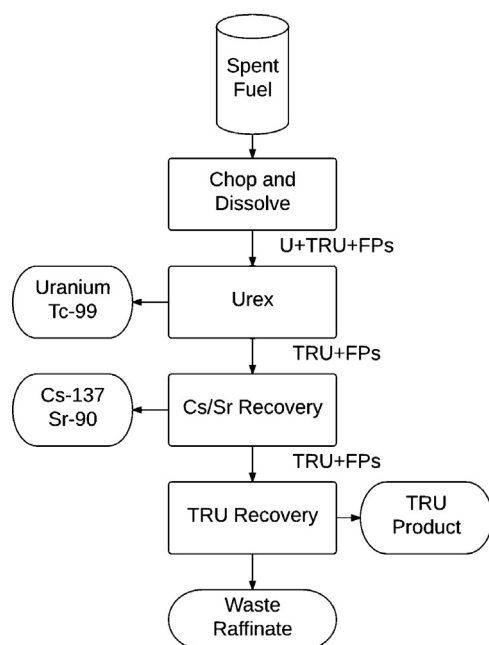 Spent
Fuel
Chop and
Dissolve
U+TRU+FPs
Uranium
Tc-99
Urex
TRU+FPs
Cs-137
Sr-90
Cs/Sr Recovery
TRU+FPs
TRU Recovery
TRU
Product
Waste
Raffinate